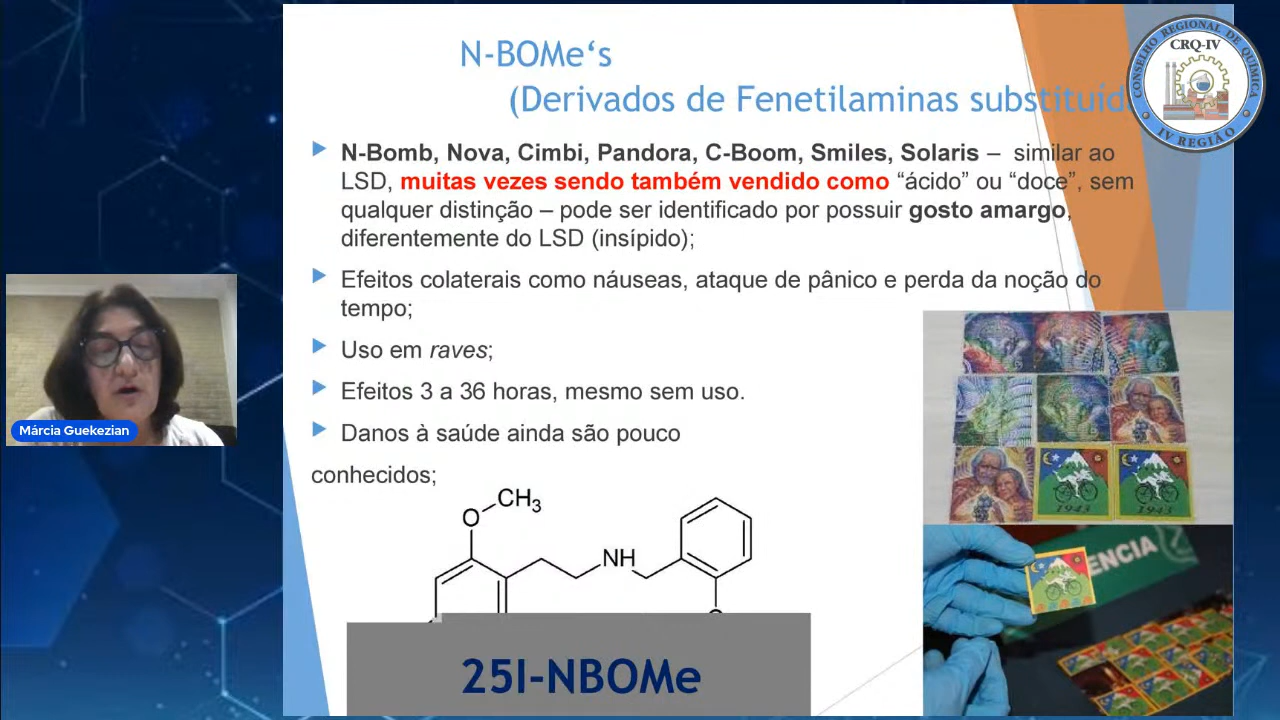 N-BOMe‘s
(Derivados de Fenetilaminas substituíd
CONSELHO REGIONAL DE QUÍMICA
CRQ-IV
IV REGIÃO
N-Bomb, Nova, Cimbi, Pandora, C-Boom, Smiles, Solaris – similar ao
LSD, muitas vezes sendo também vendido como “ácido” ou “doce”, sem
qualquer distinção – pode ser identificado por possuir gosto amargo,
diferentemente do LSD (insípido);
Efeitos colaterais como náuseas, ataque de pânico e perda da noção do
tempo;
Uso em raves;
Efeitos 3 a 36 horas, mesmo sem uso.
Danos à saúde ainda são pouco
conhecidos;
Márcia Guekezian
O CH3
NH
25I-NBOMe
1943
1943
ENCIA